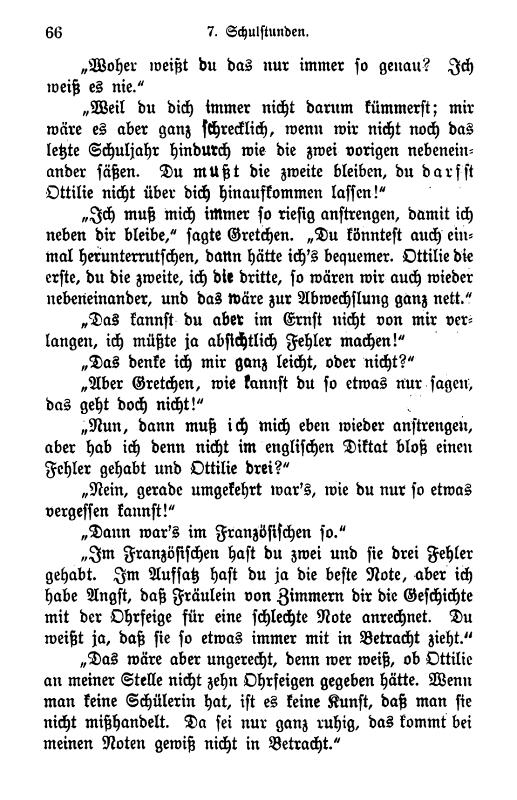 66 7. Schulstunden.
„Woher weißt du das nur immer so genau? Ich
weiß es nie.“
„Weil du dich immer nicht darum kümmerst; mir
wäre es aber ganz schrecklich, wenn wir nicht noch das
letzte Schuljahr hindurch wie die zwei vorigen nebenein-
ander säßen. Du mußt die zweite bleiben, du darfst
Ottilie nicht über dich hinaufkommen lassen!“
„Ich muß mich immer so riesig anstrengen, damit ich
neben dir bleibe,“ sagte Gretchen. „Du könntest auch ein-
mal herunterrutschen, dann hätte ich's bequemer. Ottilie die
erste, du die zweite, ich die dritte, so wären wir auch wieder
nebeneinander, und das wäre zur Abwechslung ganz nett.“
„Das kannst du aber im Ernst nicht von mir ver-
langen, ich müßte ja absichtlich Fehler machen!“
„Das denke ich mir ganz leicht, oder nicht?“
„Aber Gretchen, wie kannst du so etwas nur sagen,
das geht doch nicht!“
„Nun, dann muß ich mich eben wieder anstrengen,
aber hab ich denn nicht im englischen Diktat bloß einen
Fehler gehabt und Ottilie drei?“
„Nein, gerade umgekehrt war's, wie du nur so etwas
vergessen kannst!“
„Dann war's im Französischen so.“
„Im Französischen hast du zwei und sie drei Fehler
gehabt. Im Aufsatz hast du ja die beste Note, aber ich
habe Angst, daß Fräulein von Zimmern dir die Geschichte
mit der Ohrfeige für eine schlechte Note anrechnet. Du
weißt ja, daß sie so etwas immer mit in Betracht zieht.“
„Das wäre aber ungerecht, denn wer weiß, ob Ottilie
an meiner Stelle nicht zehn Ohrfeigen gegeben hätte. Wenn
man keine Schülerin hat, ist es keine Kunst, daß man sie
nicht mißhandelt. Da sei nur ganz ruhig, das kommt bei
meinen Noten gewiß nicht in Betracht.“